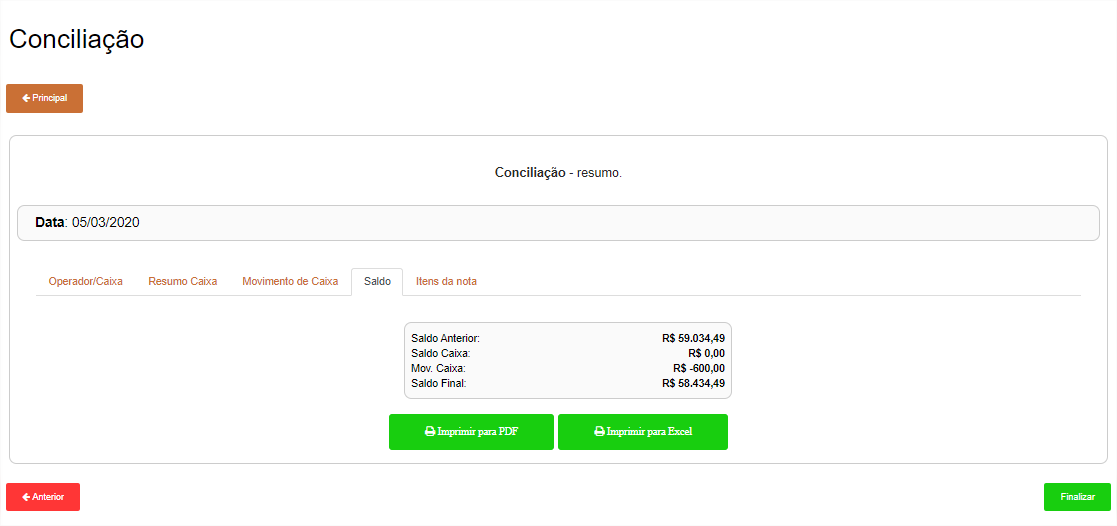 Conciliação
Principal
Conciliação - resumo.
Data: 05/03/2020
Operador/Caixa Resumo Caixa Movimento de Caixa Saldo Itens da nota
Saldo Anterior: R$ 59.034,49
Saldo Caixa: R$ 0,00
Mov. Caixa: R$ -600,00
Saldo Final: R$ 58.434,49
Imprimir para PDF Imprimir para Excel
Anterior Finalizar